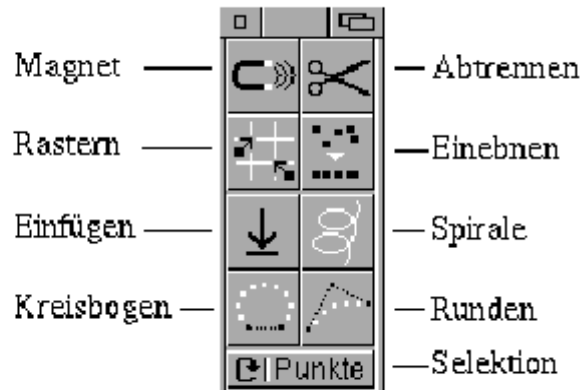 Magnet
Abtrennen
Rastern
Einebnen
Einfügen
Spirale
Kreisbogen
Runden
Punkte
Selektion